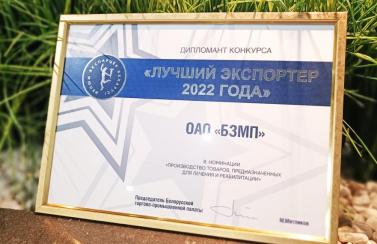 ДИПЛОМАНТ КОНКУРСА
«ЛУЧШИЙ ЭКСПОРТЕР
2022 ГОДА»
ОАО «БЗМП»
В НОМИНАЦИИ
«ПРОИЗВОДСТВО ТОВАРОВ, ПРЕДНАЗНАЧЕННЫХ
ДЛЯ ЛЕЧЕНИЯ И РЕАБИЛИТАЦИИ»
Председатель Белорусской
торгово-промышленной палаты